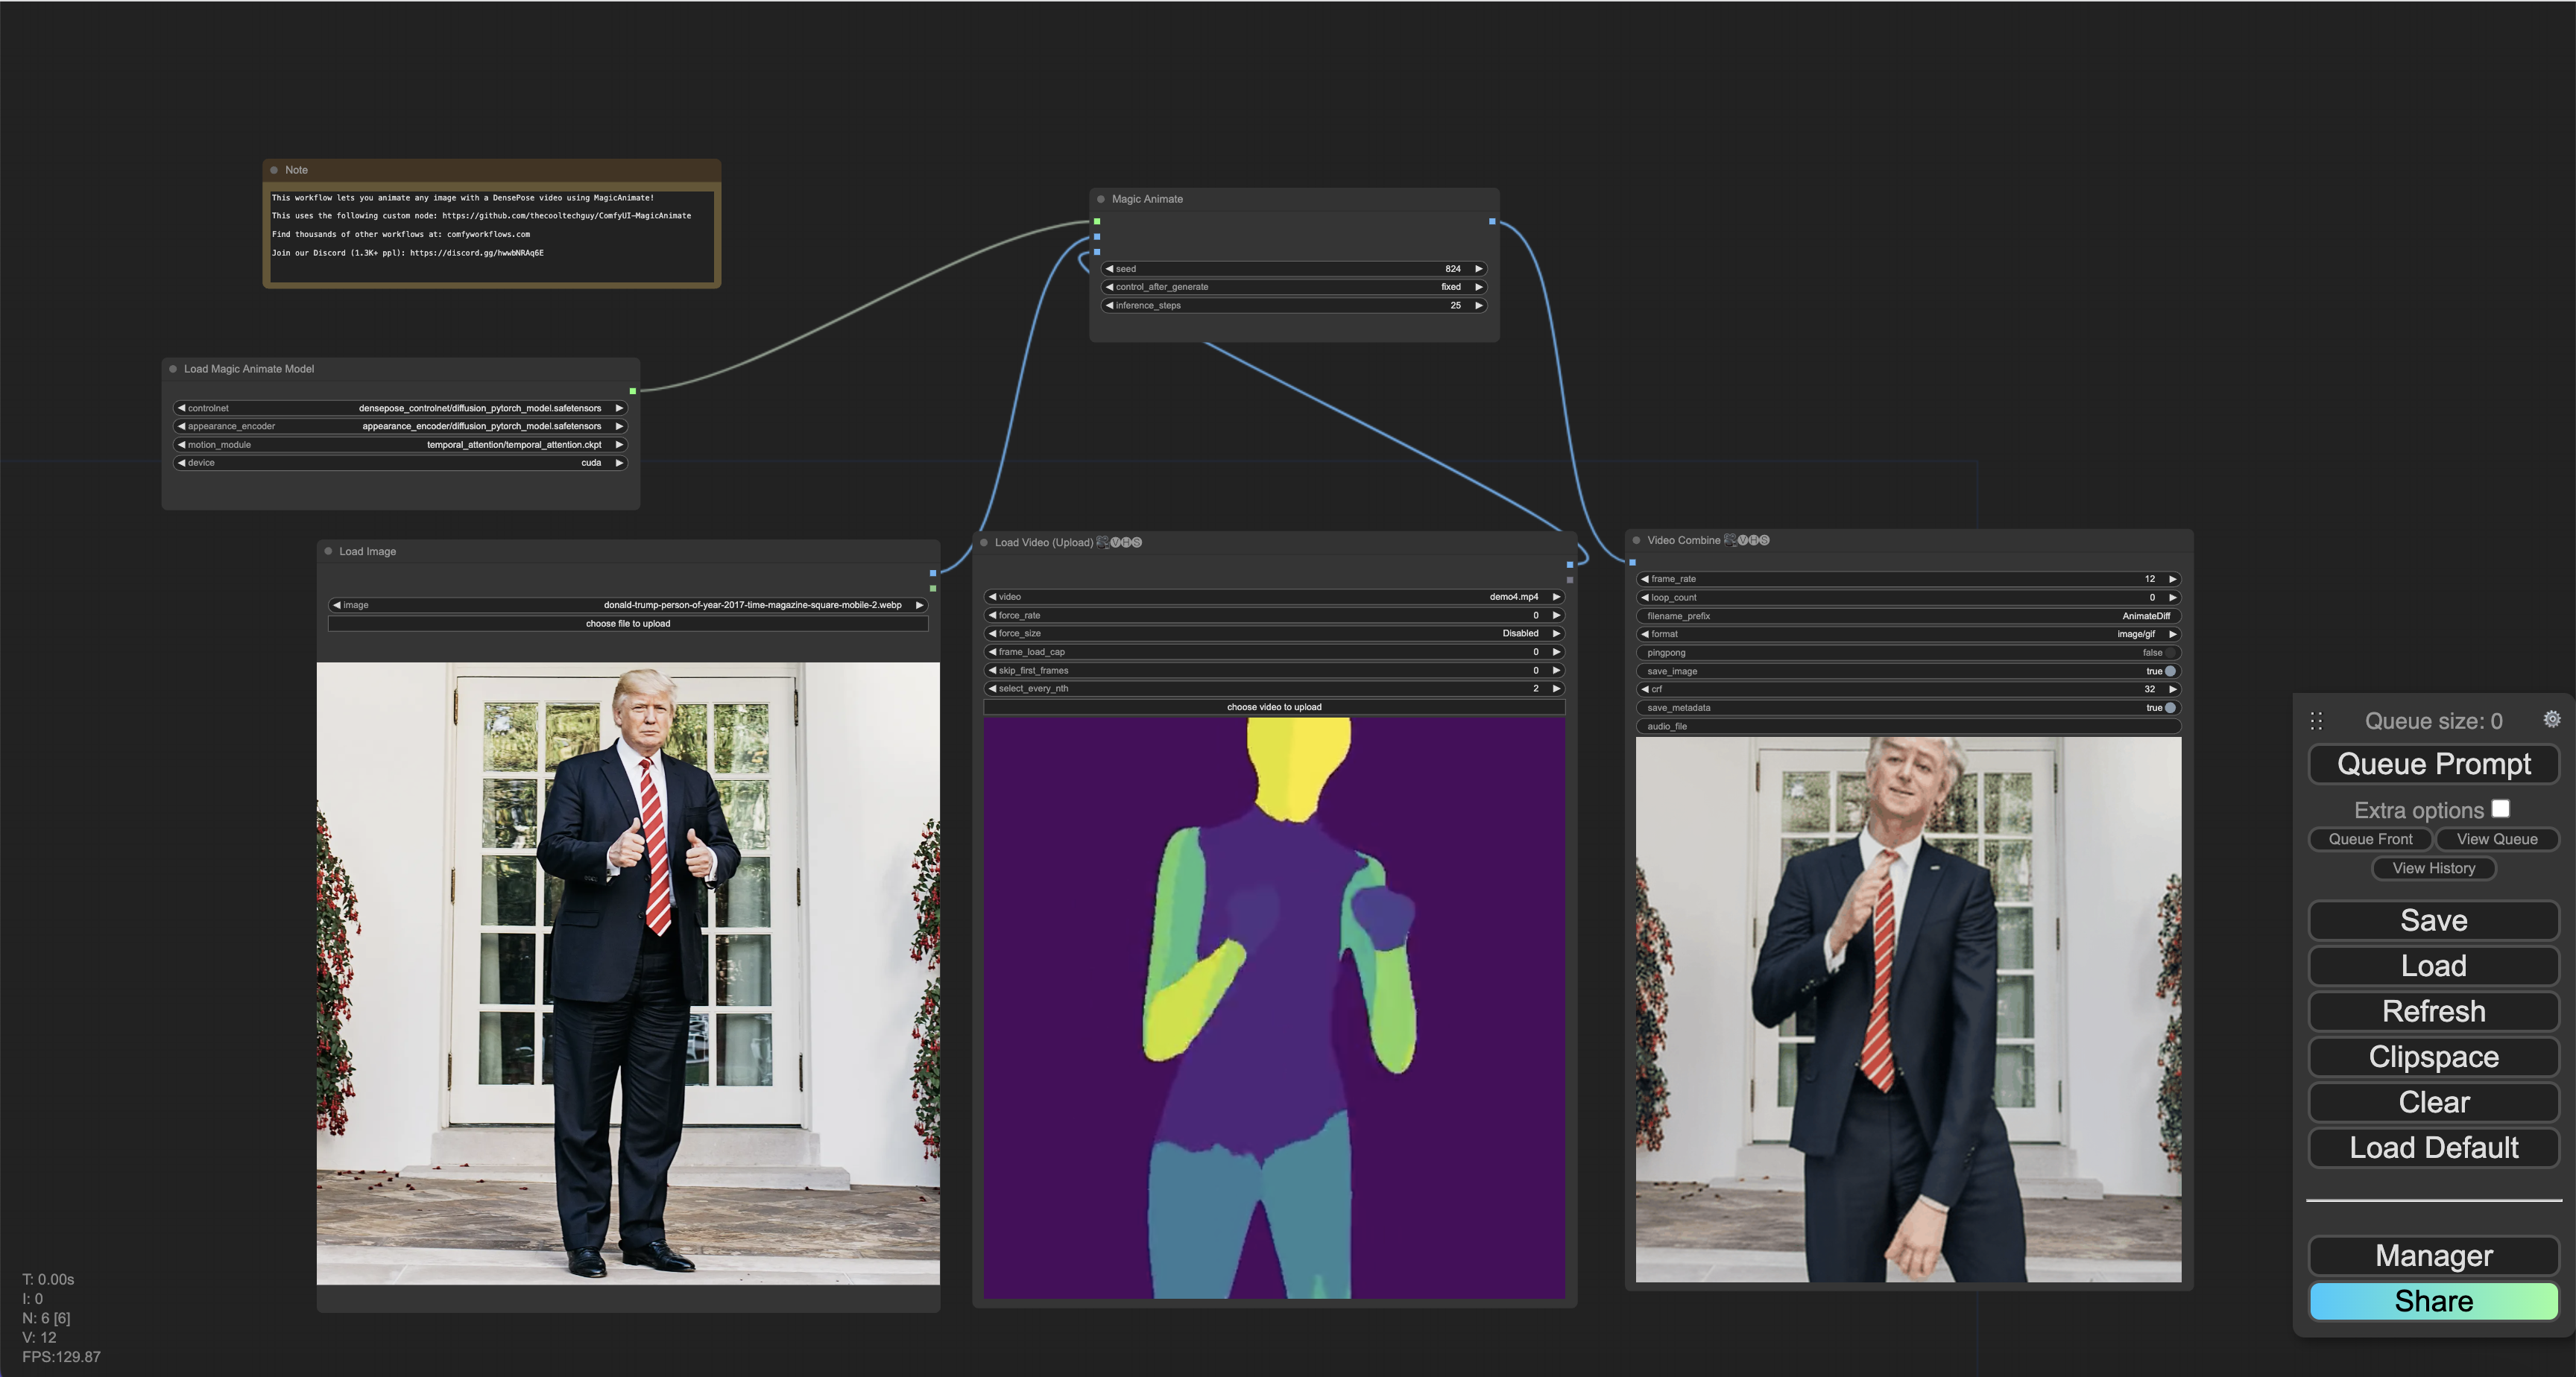 Note
This workflow lets you animate any image with a DensePose video using MagicAnimate!
This uses the following custom node: https://github.com/thecooltechguy/ComfyUI-MagicAnimate
Find thousands of other workflows at: comfyworkflows.com
Join our Discord (1.3K+ ppl): https://discord.gg/hwwbNRAq6E
Magic Animate
seed 824
control_after_generate fixed
inference_steps 25
Load Magic Animate Model
controlnet densepose_controlnet/diffusion_pytorch_model.safetensors
appearance_encoder appearance_encoder/diffusion_pytorch_model.safetensors
motion_module temporal_attention/temporal_attention.ckpt
device cuda
Load Image
image donald-trump-person-of-year-2017-time-magazine-square-mobile-2.webp
choose file to upload
Load Video (Upload) 🎥🅥🅗🅢
video demo4.mp4
force_rate 0
force_size Disabled
frame_load_cap 0
skip_first_frames 0
select_every_nth 2
choose video to upload
Video Combine 🎥🅥🅗🅢
frame_rate 12
loop_count 0
filename_prefix AnimateDiff
format image/gif
pingpong false
save_image true
crf 32
save_metadata true
audio_file
Queue size: 0
Queue Prompt
Extra options
Queue Front View Queue
View History
Save
Load
Refresh
Clipspace
Clear
Load Default
Manager
Share
T: 0.00s
I: 0
N: 6 [6]
V: 12
FPS:129.87